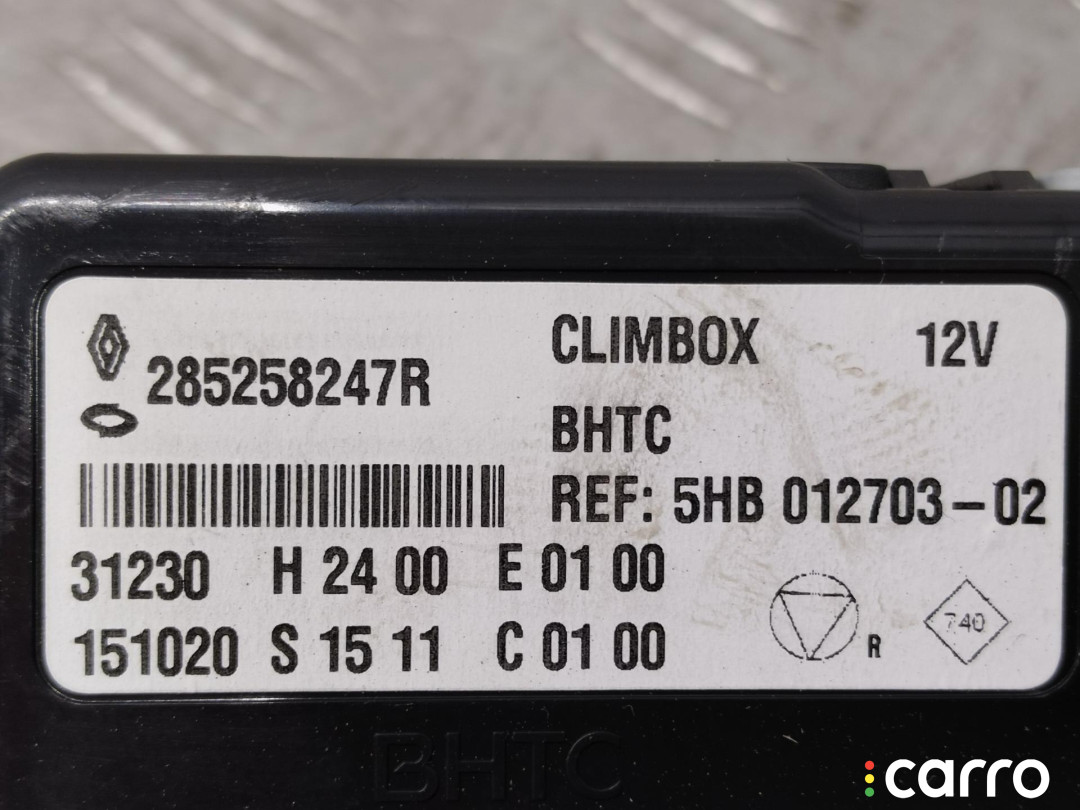 285258247R
CLIMBOX 12V
BHTC
REF: 5HB 012703-02
31230 H 24 00 E 01 00
151020 S 15 11 C 01 00
R
740
BHTC
carro